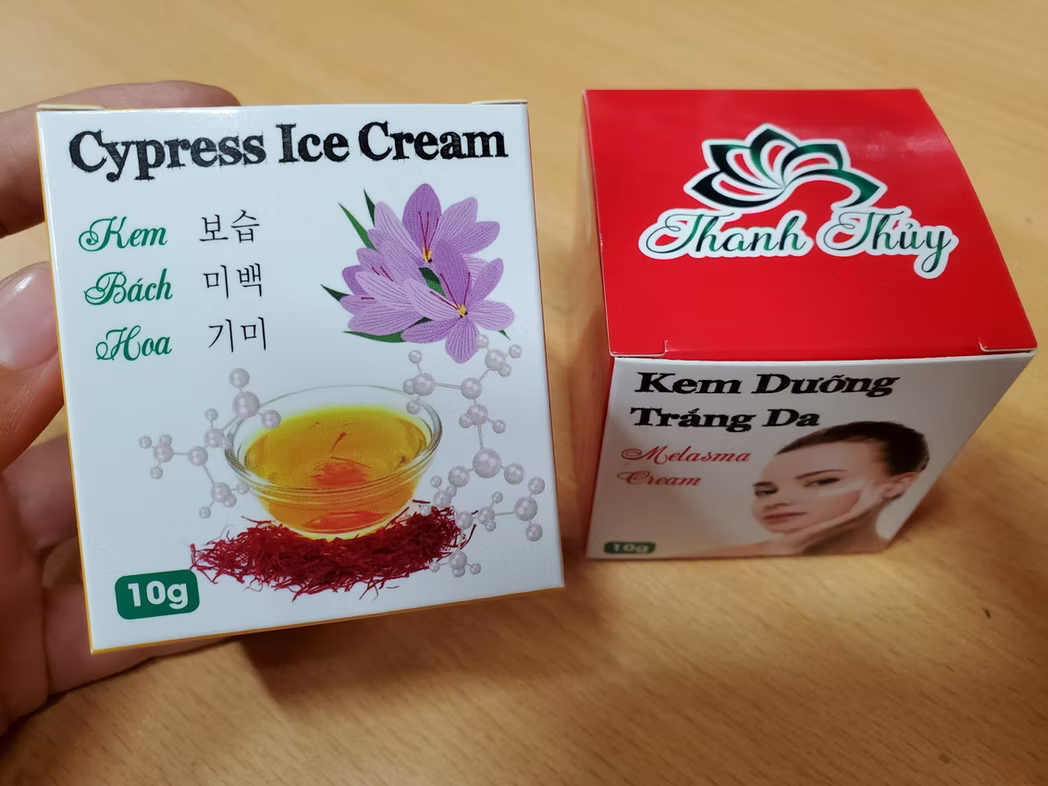 Cypress Ice Cream
Kem 보습
Bách 미백
Hoa 기미
10g
Thanh Thủy
Kem Dưỡng
Trắng Da
Melasma
Cream
10g